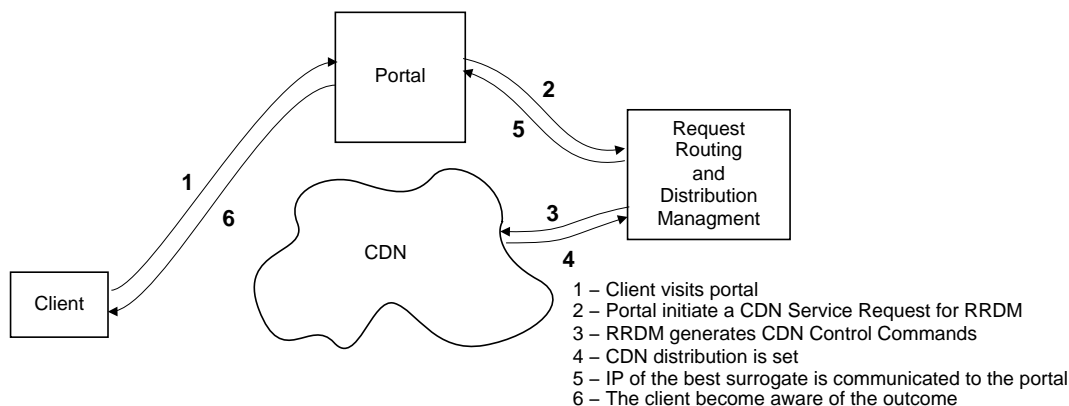 Portal
2
5
Request
Routing
and
Distribution
Managment
1
6
3
4
CDN
Client
1 – Client visits portal
2 – Portal initiate a CDN Service Request for RRDM
3 – RRDM generates CDN Control Commands
4 – CDN distribution is set
5 – IP of the best surrogate is communicated to the portal
6 – The client become aware of the outcome